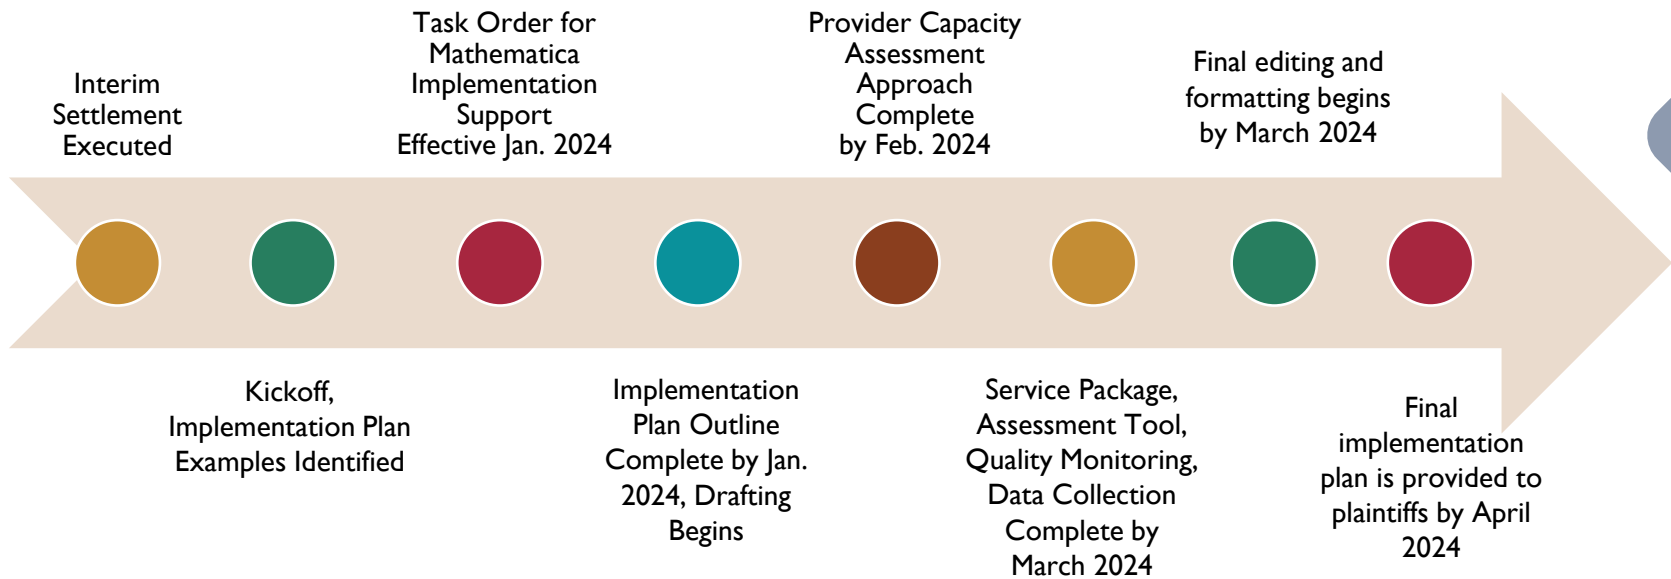 Interim
Settlement
Executed
Kickoff,
Implementation Plan
Examples Identified
Task Order for
Mathematica
Implementation
Support
Effective Jan. 2024
Implementation
Plan Outline
Complete by Jan.
2024, Drafting
Begins
Provider Capacity
Assessment
Approach
Complete
by Feb. 2024
Service Package,
Assessment Tool,
Quality Monitoring,
Data Collection
Complete by
March 2024
Final editing and
formatting begins
by March 2024
Final
implementation
plan is provided to
plaintiffs by April
2024